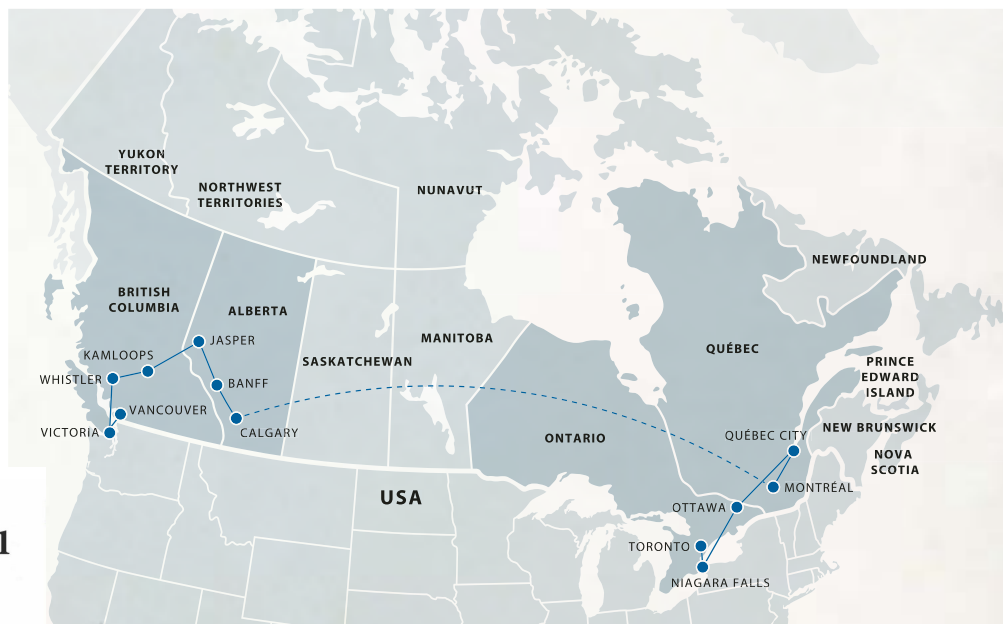 YUKON
TERRITORY
NORTHWEST
TERRITORIES
NUNAVUT
NEWFOUNDLAND
BRITISH
COLUMBIA
ALBERTA
JASPER
MANITOBA
QUÉBEC
KAMLOOPS
SASKATCHEWAN
PRINCE
EDWARD
ISLAND
WHISTLER
BANFF
VANCOUVER
VICTORIA
CALGARY
ONTARIO
QUÉBEC CITY
NEW BRUNSWICK
NOVA
SCOTIA
USA
MONTRÉAL
OTTAWA
1
TORONTO
NIAGARA FALLS